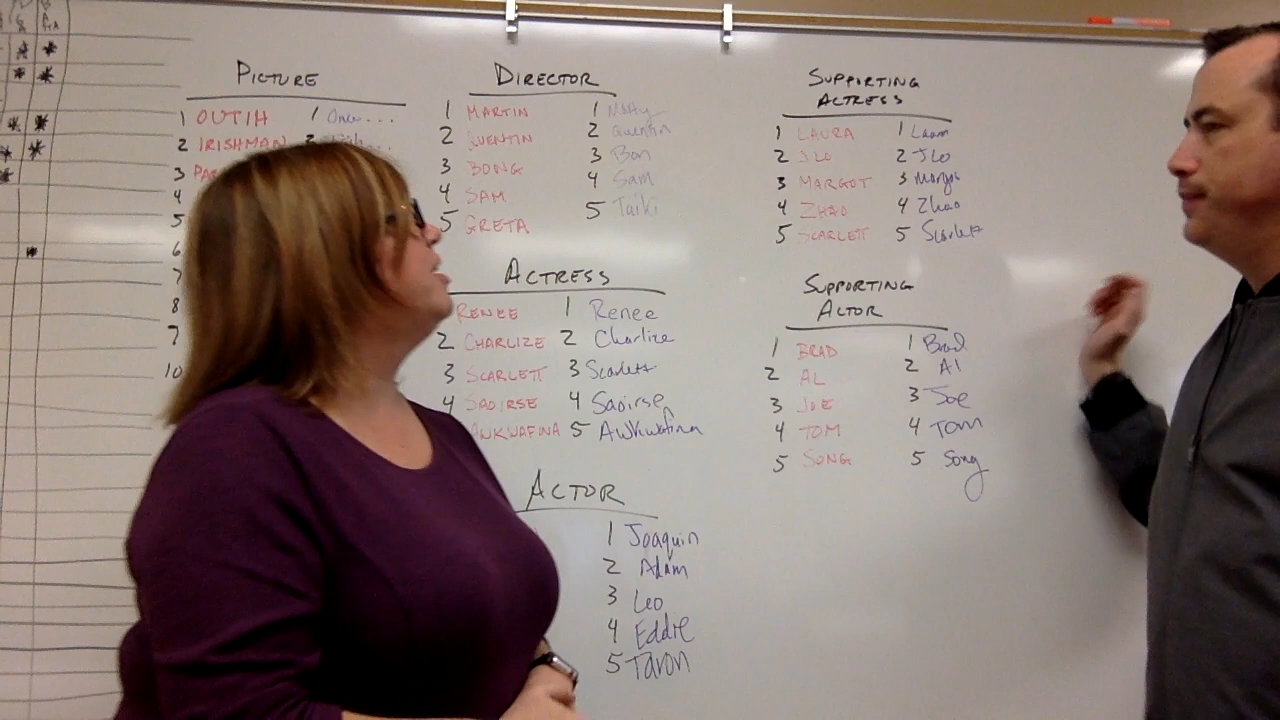 PICTURE
1 OUTIH 1 Once...
2 IRISHMAN 2
3
4
5
6
7
8
7
10
DIRECTOR
1 MARTIN 1 Marty
2 QUENTIN 2 Quentin
3 BONG 3 Bon
4 SAM 4 Sam
5 GRETA 5 Taiki
ACTRESS
RENEE 1 Renee
2 CHARLIZE 2 Charlize
3 SCARLETT 3 Scarlett
4 SAOIRSE 4 Saoirse
AWKWAFINA 5 Awkwafina
ACTOR
1 Joaquin
2 Adam
3 Leo
4 Eddie
5 Taron
SUPPORTING
ACTRESS
1 LAURA 1 Laura
2 JLO 2 JLO
3 MARGOT 3 Margot
4 ZHAO 4 Zhao
5 SCARLETT 5 Scarlett
SUPPORTING
ACTOR
1 BRAD 1 Brad
2 AL 2 Al
3 JOE 3 Joe
4 TOM 4 Tom
5 SONG 5 Song